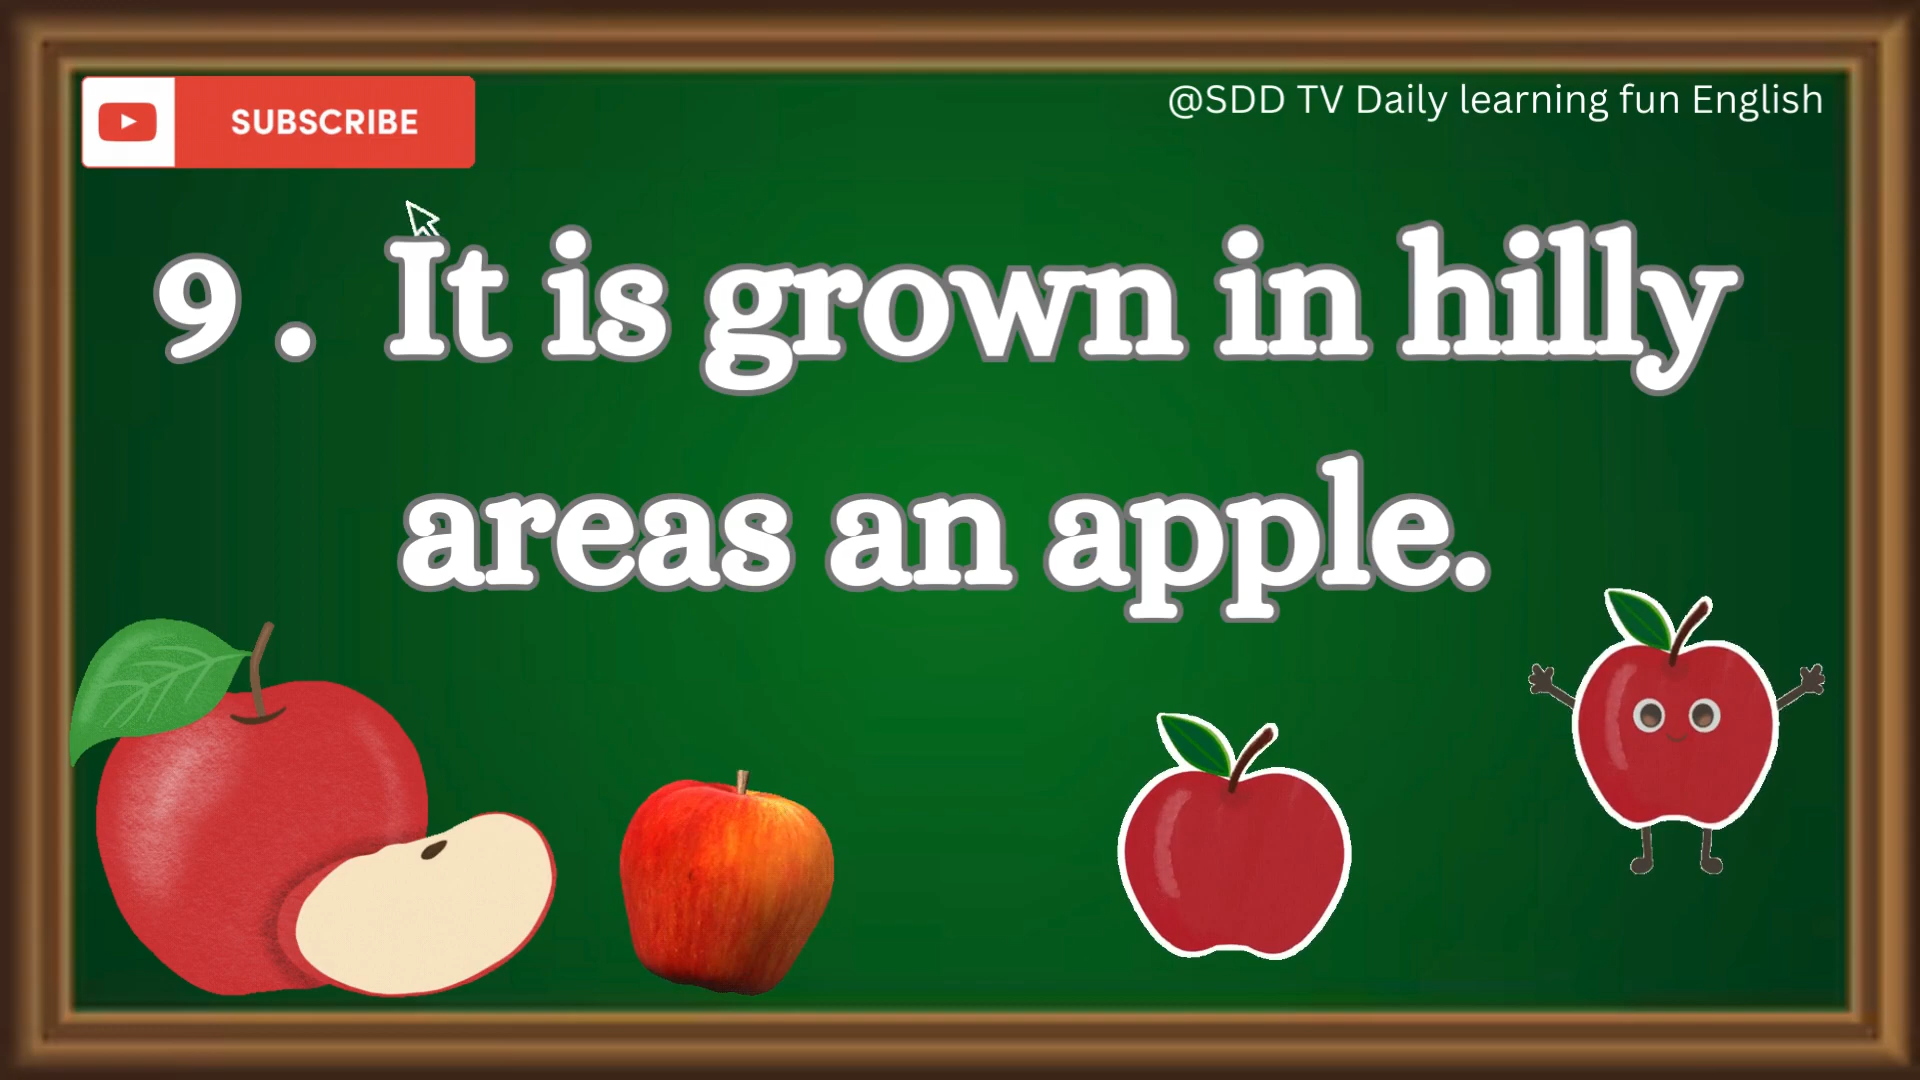 SUBSCRIBE
@SDD TV Daily learning fun English
9 . It is grown in hilly
areas an apple.